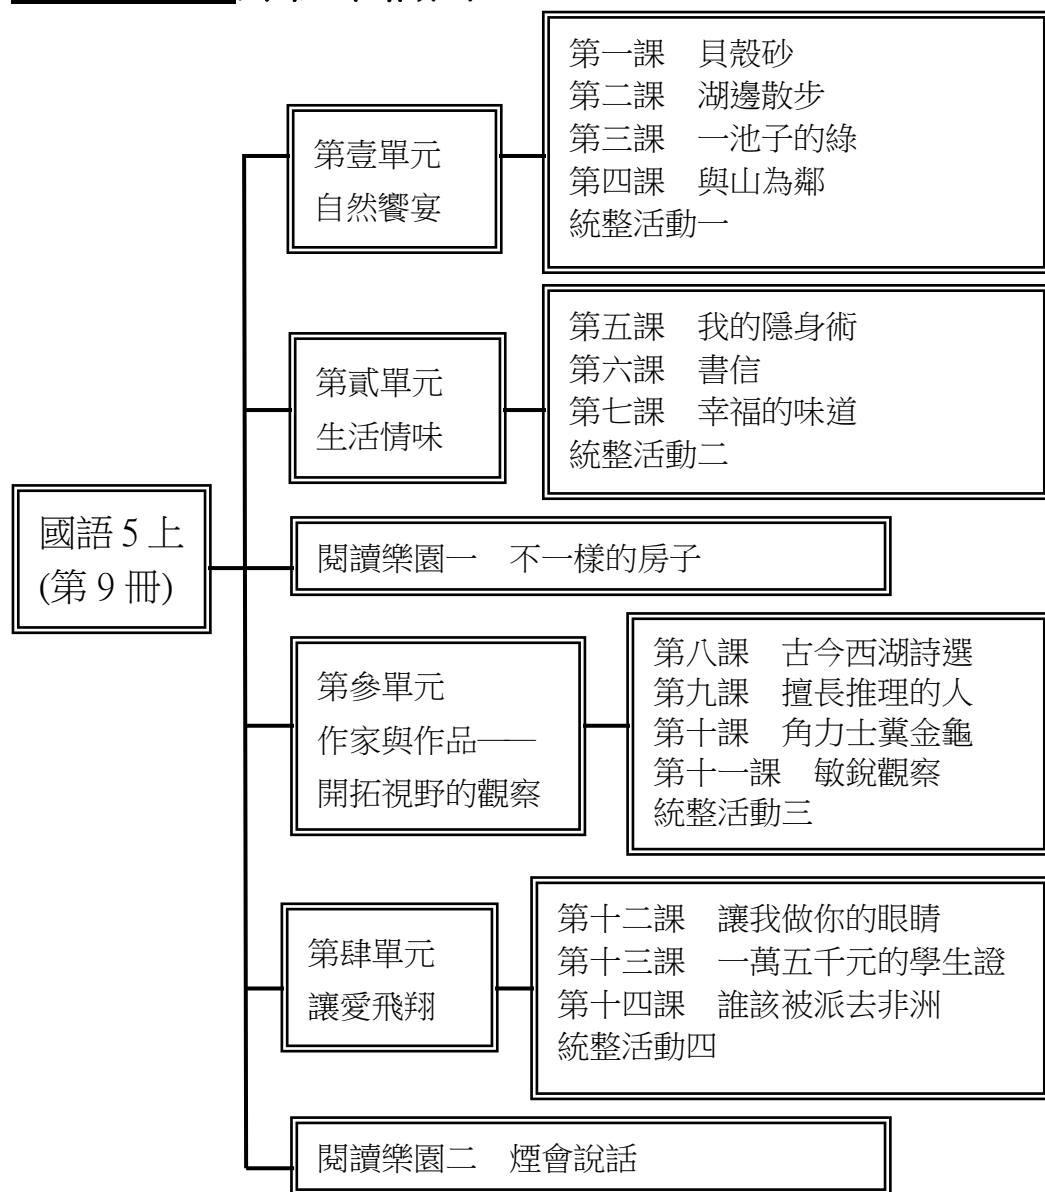 第一課　貝殼砂
第二課　湖邊散步
第三課　一池子的綠
第四課　與山為鄰
統整活動一
第壹單元
自然饗宴
第五課　我的隱身術
第六課　書信
第七課　幸福的味道
統整活動二
第貳單元
生活情味
國語 5 上
(第 9 冊)
閱讀樂園一　不一樣的房子
第八課　古今西湖詩選
第九課　擅長推理的人
第十課　角力士糞金龜
第十一課　敏銳觀察
統整活動三
第參單元
作家與作品——
開拓視野的觀察
第十二課　讓我做你的眼睛
第十三課　一萬五千元的學生證
第十四課　誰該被派去非洲
統整活動四
第肆單元
讓愛飛翔
閱讀樂園二　煙會說話